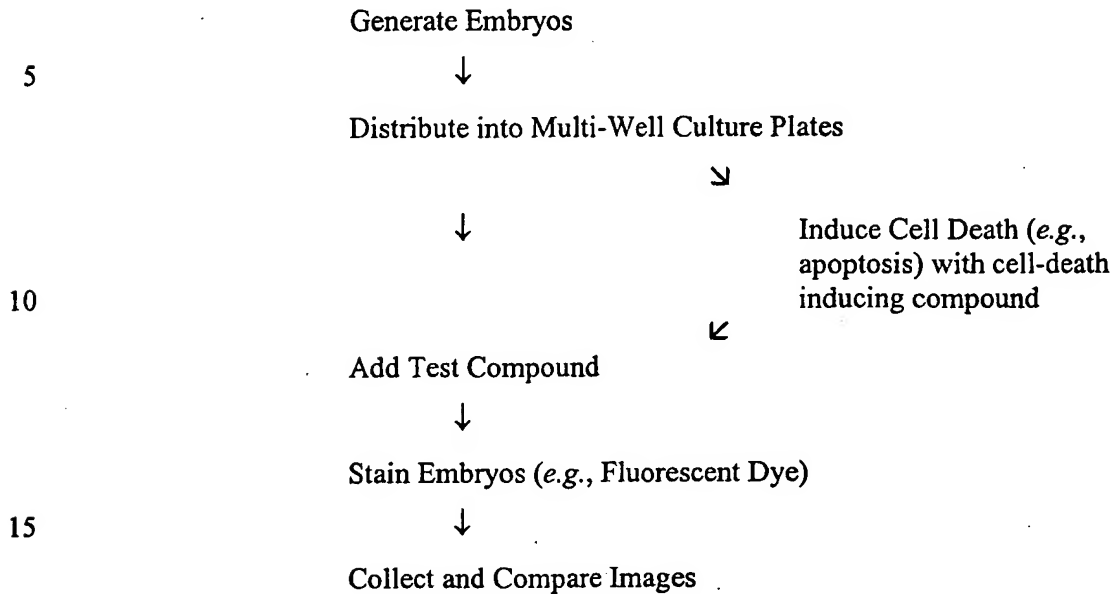 Generate Embryos
5 ↓
Distribute into Multi-Well Culture Plates
↘
↓ Induce Cell Death (e.g.,
apoptosis) with cell-death
10 inducing compound
↙
Add Test Compound
↓
Stain Embryos (e.g., Fluorescent Dye)
15 ↓
Collect and Compare Images